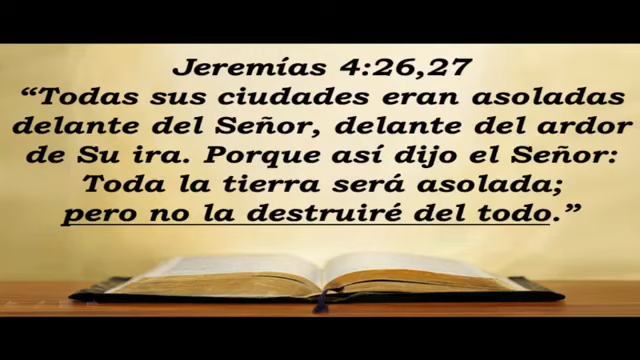 Jeremías 4:26,27
“Todas sus ciudades eran asoladas
delante del Señor, delante del ardor
de Su ira. Porque así dijo el Señor:
Toda la tierra será asolada;
pero no la destruiré del todo.”